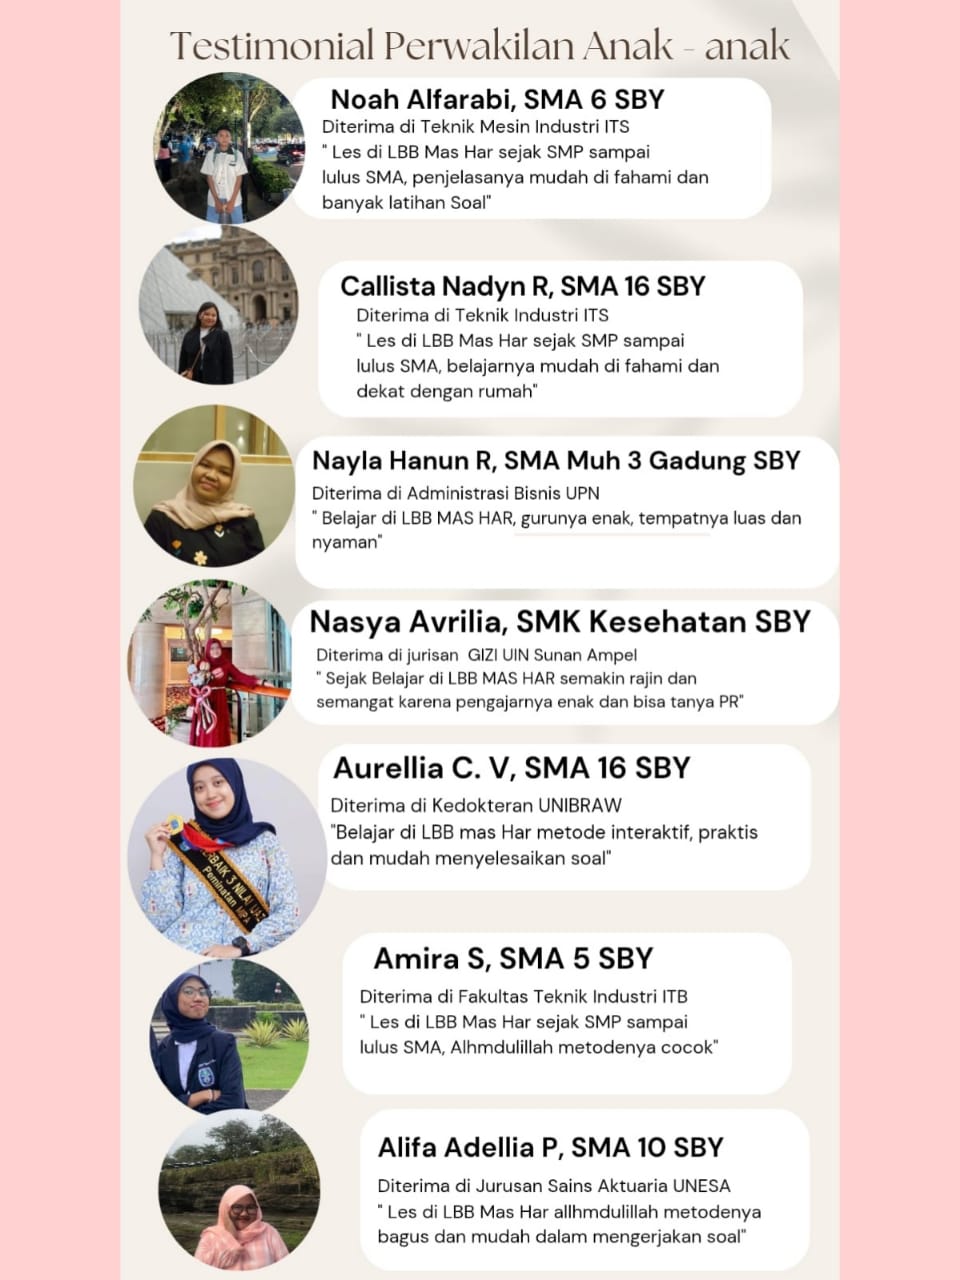 Testimonial Perwakilan Anak - anak
Noah Alfarabi, SMA 6 SBY
Diterima di Teknik Mesin Industri ITS
" Les di LBB Mas Har sejak SMP sampai
lulus SMA, penjelasanya mudah di fahami dan
banyak latihan Soal"
Callista Nadyn R, SMA 16 SBY
Diterima di Teknik Industri ITS
" Les di LBB Mas Har sejak SMP sampai
lulus SMA, belajarnya mudah di fahami dan
dekat dengan rumah"
Nayla Hanun R, SMA Muh 3 Gadung SBY
Diterima di Administrasi Bisnis UPN
" Belajar di LBB MAS HAR, gurunya enak, tempatnya luas dan
nyaman"
Nasya Avrilia, SMK Kesehatan SBY
Diterima di jurisan GIZI UIN Sunan Ampel
" Sejak Belajar di LBB MAS HAR semakin rajin dan
semangat karena pengajarnya enak dan bisa tanya PR"
Aurellia C. V, SMA 16 SBY
Diterima di Kedokteran UNIBRAW
"Belajar di LBB mas Har metode interaktif, praktis
dan mudah menyelesaikan soal"
RBAIK 3 NILAI
Peminatan MIPA
Amira S, SMA 5 SBY
Diterima di Fakultas Teknik Industri ITB
" Les di LBB Mas Har sejak SMP sampai
lulus SMA, Alhmdulillah metodenya cocok"
Alifa Adellia P, SMA 10 SBY
Diterima di Jurusan Sains Aktuaria UNESA
" Les di LBB Mas Har allhmdulillah metodenya
bagus dan mudah dalam mengerjakan soal"